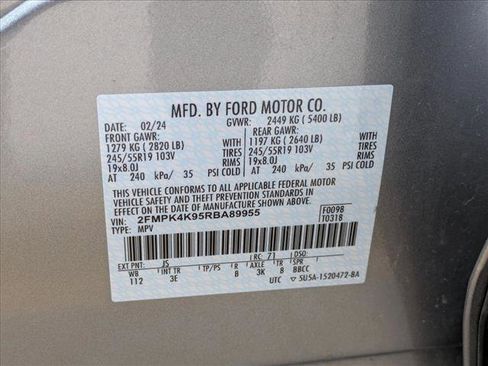 MFD. BY FORD MOTOR CO.
DATE: 02/24 GVWR: 2449 KG ( 5400 LB)
FRONT GAWR: REAR GAWR:
1279 KG ( 2820 LB) 1197 KG ( 2640 LB)
245/55R19 103V TIRES 245/55R19 103V TIRES
19x8.0J RIMS 19x8.0J RIMS
AT 240 kPa/ 35 PSI COLD AT 240 kPa/ 35 PSI COLD
THIS VEHICLE CONFORMS TO ALL APPLICABLE FEDERAL MOTOR
VEHICLE SAFETY AND THEFT PREVENTION STANDARDS IN
EFFECT ON THE DATE OF MANUFACTURE SHOWN ABOVE.
VIN: 2FMPK4K95RBA89955 F0098
TYPE: MPV T0318
EXT PNT: JS RC: 71 DSO:
WB INT TR TP/PS R AXLE TR SPR
112 3E B 3K 8 BBCC
UTC ▽ 5U5A-1520472-BA